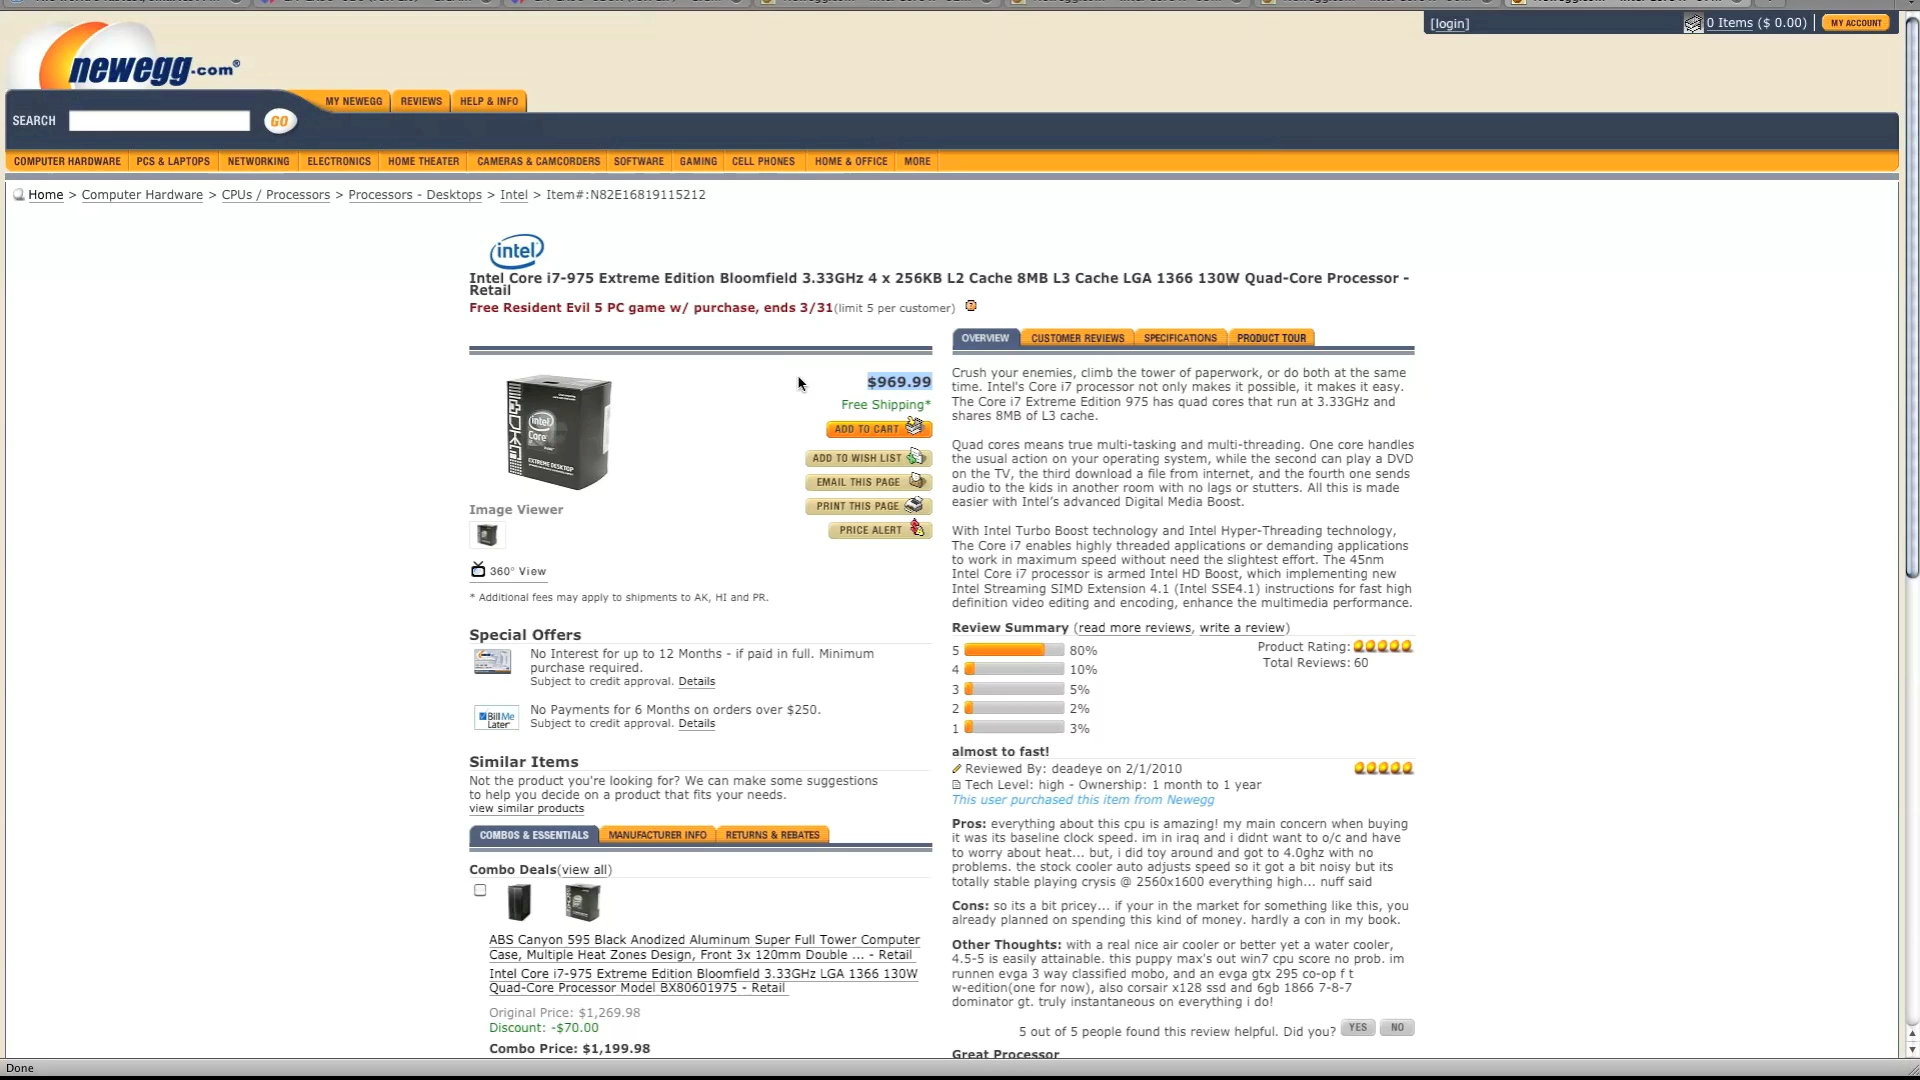 [login]
0 Items ($ 0.00)
MY ACCOUNT
newegg.com®
MY NEWEGG
REVIEWS
HELP & INFO
SEARCH
GO
COMPUTER HARDWARE
PCS & LAPTOPS
NETWORKING
ELECTRONICS
HOME THEATER
CAMERAS & CAMCORDERS
SOFTWARE
GAMING
CELL PHONES
HOME & OFFICE
MORE
Home > Computer Hardware > CPUs / Processors > Processors - Desktops > Intel > Item#:N82E16819115212
intel
Intel Core i7-975 Extreme Edition Bloomfield 3.33GHz 4 x 256KB L2 Cache 8MB L3 Cache LGA 1366 130W Quad-Core Processor -
Retail
Free Resident Evil 5 PC game w/ purchase, ends 3/31(limit 5 per customer)
$969.99
Free Shipping*
ADD TO CART
ADD TO WISH LIST
EMAIL THIS PAGE
PRINT THIS PAGE
PRICE ALERT
intel
Core
EXTREME DESKTOP
Image Viewer
360° View
* Additional fees may apply to shipments to AK, HI and PR.
Special Offers
No Interest for up to 12 Months - if paid in full. Minimum
purchase required.
Subject to credit approval. Details
Bill Me
Later
No Payments for 6 Months on orders over $250.
Subject to credit approval. Details
Similar Items
Not the product you're looking for? We can make some suggestions
to help you decide on a product that fits your needs.
view similar products
COMBOS & ESSENTIALS
MANUFACTURER INFO
RETURNS & REBATES
Combo Deals(view all)
ABS Canyon 595 Black Anodized Aluminum Super Full Tower Computer
Case, Multiple Heat Zones Design, Front 3x 120mm Double ... - Retail
Intel Core i7-975 Extreme Edition Bloomfield 3.33GHz LGA 1366 130W
Quad-Core Processor Model BX80601975 - Retail
Original Price: $1,269.98
Discount: -$70.00
Combo Price: $1,199.98
OVERVIEW
CUSTOMER REVIEWS
SPECIFICATIONS
PRODUCT TOUR
Crush your enemies, climb the tower of paperwork, or do both at the same
time. Intel's Core i7 processor not only makes it possible, it makes it easy.
The Core i7 Extreme Edition 975 has quad cores that run at 3.33GHz and
shares 8MB of L3 cache.
Quad cores means true multi-tasking and multi-threading. One core handles
the usual action on your operating system, while the second can play a DVD
on the TV, the third download a file from internet, and the fourth one sends
audio to the kids in another room with no lags or stutters. All this is made
easier with Intel's advanced Digital Media Boost.
With Intel Turbo Boost technology and Intel Hyper-Threading technology,
The Core i7 enables highly threaded applications or demanding applications
to work in maximum speed without need the slightest effort. The 45nm
Intel Core i7 processor is armed Intel HD Boost, which implementing new
Intel Streaming SIMD Extension 4.1 (Intel SSE4.1) instructions for fast high
definition video editing and encoding, enhance the multimedia performance.
Review Summary (read more reviews, write a review)
5 80%
4 10%
3 5%
2 2%
1 3%
Product Rating:
Total Reviews: 60
almost to fast!
Reviewed By: deadeye on 2/1/2010
Tech Level: high - Ownership: 1 month to 1 year
This user purchased this item from Newegg
Pros: everything about this cpu is amazing! my main concern when buying
it was its baseline clock speed. im in iraq and i didnt want to o/c and have
to worry about heat... but, i did toy around and got to 4.0ghz with no
problems. the stock cooler auto adjusts speed so it got a bit noisy but its
totally stable playing crysis @ 2560x1600 everything high... nuff said
Cons: so its a bit pricey... if your in the market for something like this, you
already planned on spending this kind of money. hardly a con in my book.
Other Thoughts: with a real nice air cooler or better yet a water cooler,
4.5-5 is easily attainable. this puppy max's out win7 cpu score no prob. im
runnen evga 3 way classified mobo, and an evga gtx 295 co-op f t
w-edition(one for now), also corsair x128 ssd and 6gb 1866 7-8-7
dominator gt. truly instantaneous on everything i do!
5 out of 5 people found this review helpful. Did you? YES NO
Great Processor
Done